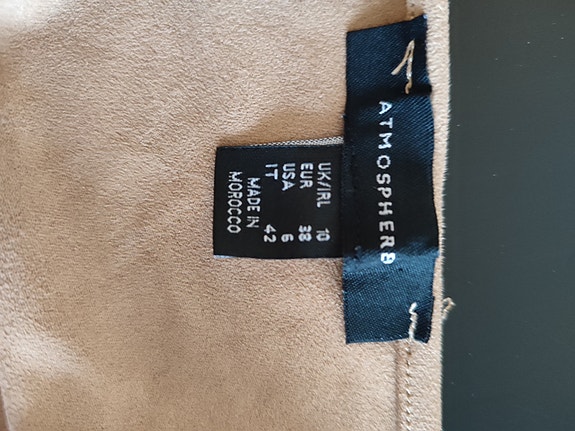 ATMOSPHERE
UK/IRL 10
EUR 38
USA 6
IT 42
MADE IN
MOROCCO